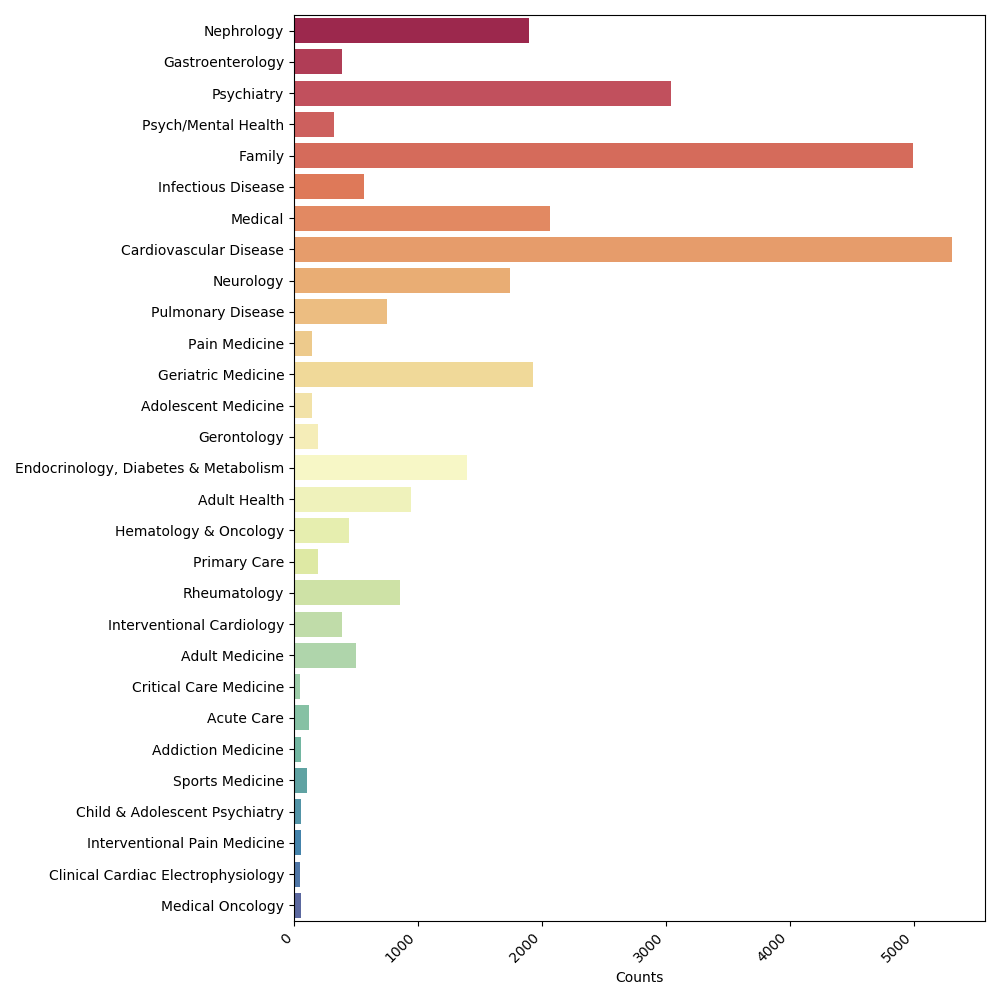 Nephrology
Gastroenterology
Psychiatry
Psych/Mental Health
Family
Infectious Disease
Medical
Cardiovascular Disease
Neurology
Pulmonary Disease
Pain Medicine
Geriatric Medicine
Adolescent Medicine
Gerontology
Endocrinology, Diabetes & Metabolism
Adult Health
Hematology & Oncology
Primary Care
Rheumatology
Interventional Cardiology
Adult Medicine
Critical Care Medicine
Acute Care
Addiction Medicine
Sports Medicine
Child & Adolescent Psychiatry
Interventional Pain Medicine
Clinical Cardiac Electrophysiology
Medical Oncology
0 1000 2000 3000 4000 5000
Counts